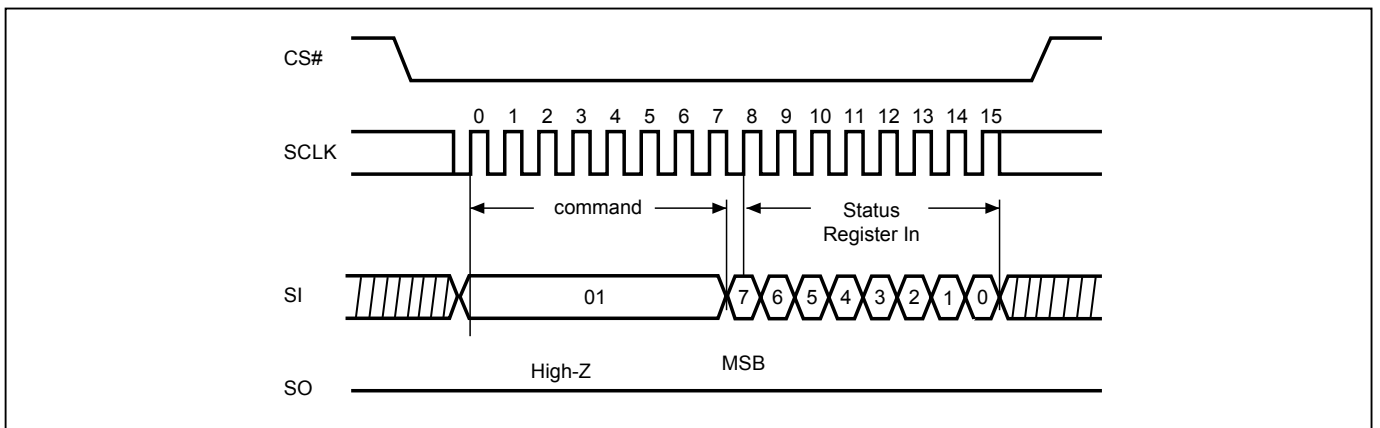 CS#
0 1 2 3 4 5 6 7 8 9 10 11 12 13 14 15
SCLK
command
Status
Register In
SI
01
7 6 5 4 3 2 1 0
MSB
High-Z
SO